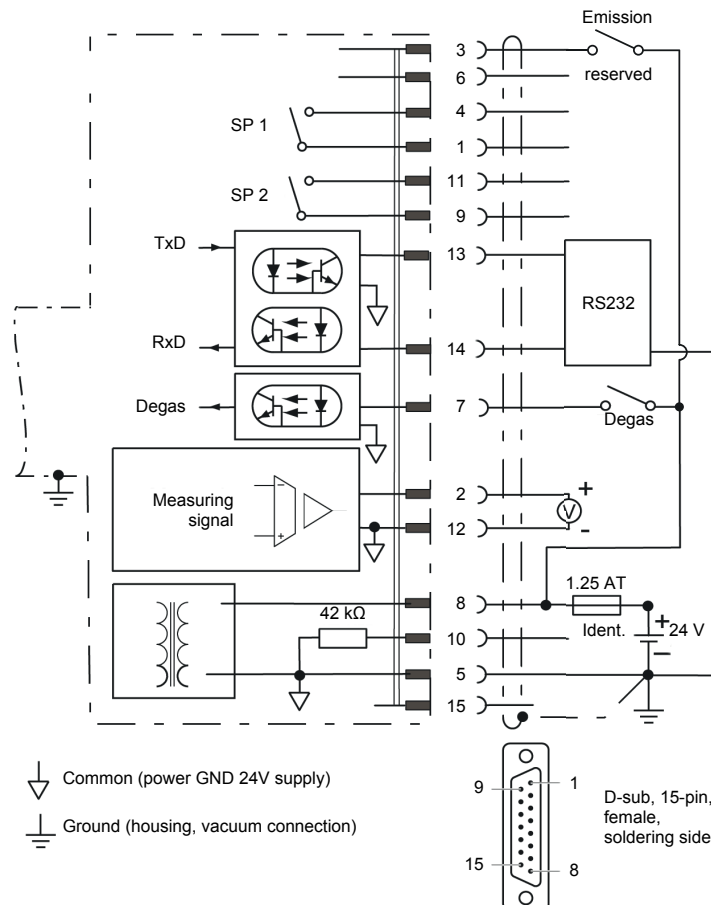 Emission
3
6
reserved
4
SP 1
1
11
SP 2
9
TxD
13
RS232
RxD
14
Degas
7
Degas
2
+
Measuring
signal
V
12
-
1.25 AT
8
42 kΩ
Ident.
+
24 V
10
−
5
15
Common (power GND 24V supply)
Ground (housing, vacuum connection)
9
1
D-sub, 15-pin,
female,
soldering side
15
8